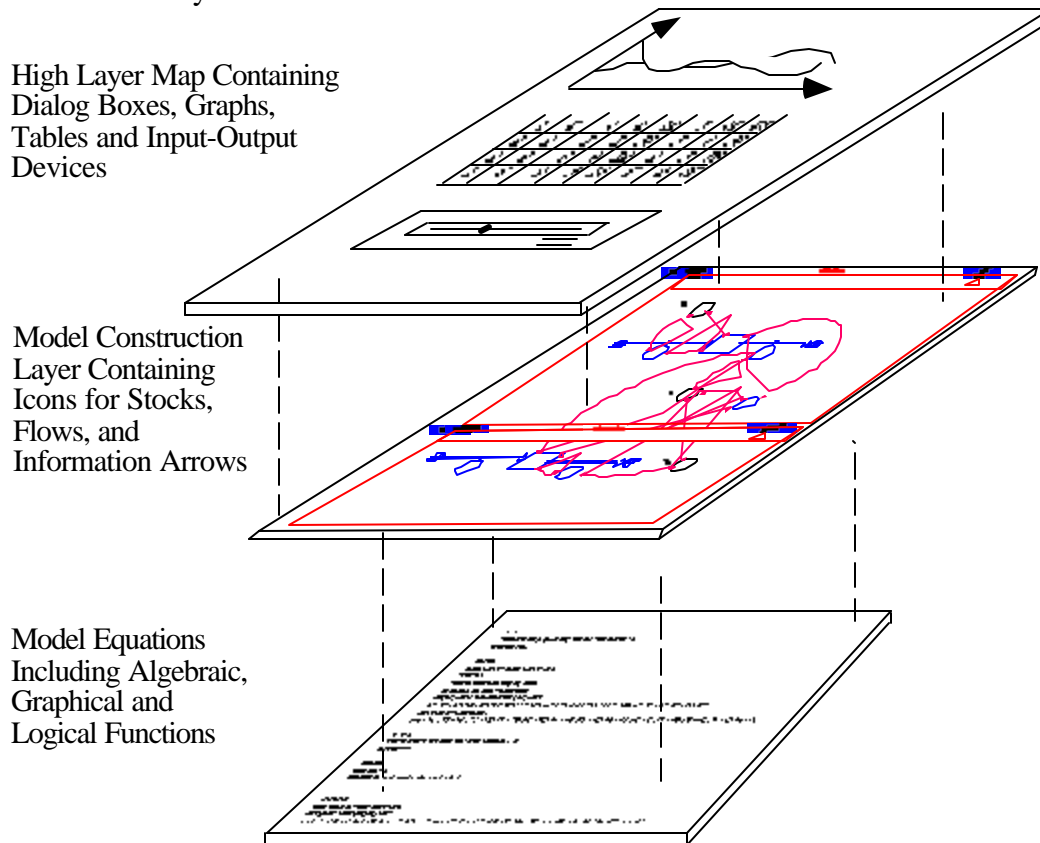 High Layer Map Containing
Dialog Boxes, Graphs,
Tables and Input-Output
Devices
Model Construction
Layer Containing
Icons for Stocks,
Flows, and
Information Arrows
Model Equations
Including Algebraic,
Graphical and
Logical Functions